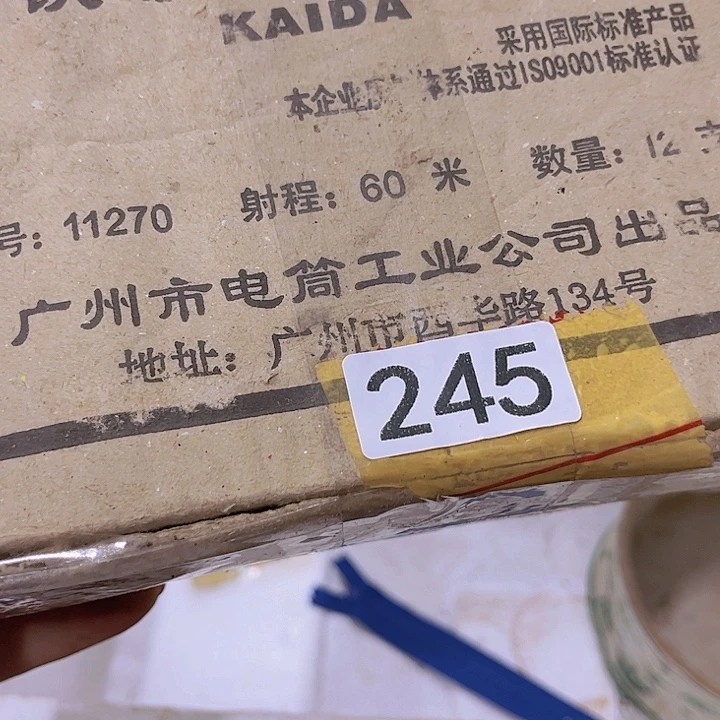 KAIDA
采用国际标准产品
本企业 体系通过ISO9001标准认证
号: 11270 射程: 60 米 数量: 12
广州市电筒工业公司出品
地址: 广州市西华路134号
245